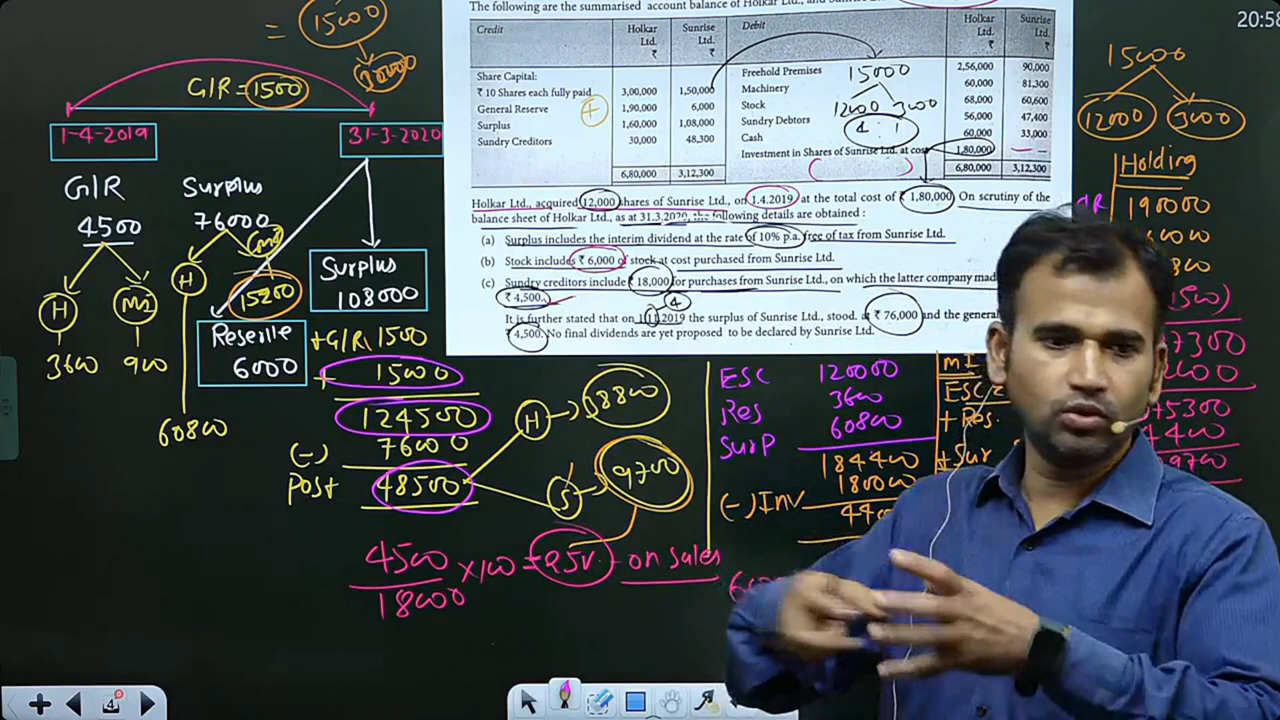 The following are the summarised account balance of Holkar Ltd., and Sunrise Ltd.
20:58
Credit Holkar Ltd. ₹ Sunrise Ltd. ₹ Debit Holkar Ltd. ₹ Sunrise Ltd. ₹
Share Capital: Freehold Premises 2,56,000 90,000
₹ 10 Shares each fully paid 3,00,000 1,50,000 Machinery 60,000 81,300
General Reserve 1,90,000 6,000 Stock 68,000 60,600
Surplus 1,60,000 1,08,000 Sundry Debtors 56,000 47,400
Sundry Creditors 30,000 48,300 Cash 60,000 33,000
Investment in Shares of Sunrise Ltd. at cost 1,80,000 –
6,80,000 3,12,300 6,80,000 3,12,300
15000
12000 3000
4 : 1
+
Holkar Ltd., acquired 12,000 shares of Sunrise Ltd., on 1.4.2019 at the total cost of ₹ 1,80,000 On scrutiny of the
balance sheet of Holkar Ltd., as at 31.3.2020, the following details are obtained :
(a) Surplus includes the interim dividend at the rate of 10% p.a. free of tax from Sunrise Ltd.
(b) Stock includes ₹ 6,000 of stock at cost purchased from Sunrise Ltd.
(c) Sundry creditors include ₹ 18,000 for purchases from Sunrise Ltd., on which the latter company made
₹ 4,500.
4
It is further stated that on 1.1.2019 the surplus of Sunrise Ltd., stood. at ₹ 76,000 and the general
₹ 4,500. No final dividends are yet proposed to be declared by Sunrise Ltd.
= 15000
G/R = 1500
1-4-2019
31-3-2020
G/R
4500
H
MI
3600 900
Surplus
76000
H
MI
15200
60800
Reserve
6000
Surplus
108000
+G/R 1500
+ 15000
124500
(-) 76000
Post 48500
H → 38800
S → 9700
4500
18000
×100 = 25% - on sales
ESC 120000
Res 3600
SurP 60800
184400
(-) Inv 180000
MI
+ Res.
+ Sur
15000
12000 3000
Holding
190000